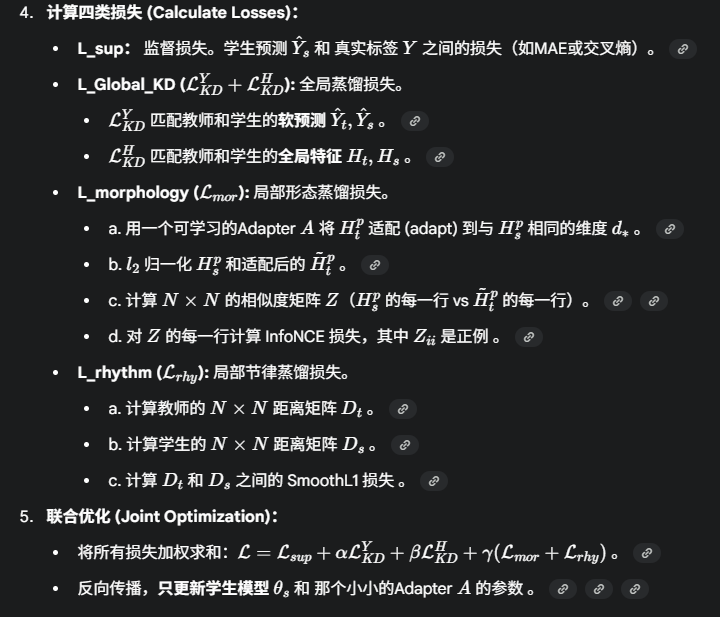 4. 计算四类损失 (Calculate Losses)：
• L_sup： 监督损失。学生预测 $\hat{Y}_s$ 和 真实标签 $Y$ 之间的损失（如MAE或交叉熵）。
• L_Global_KD ($\mathcal{L}_{KD}^{Y} + \mathcal{L}_{KD}^{H}$): 全局蒸馏损失。
• $\mathcal{L}_{KD}^{Y}$ 匹配教师和学生的软预测 $\hat{Y}_t, \hat{Y}_s$ 。
• $\mathcal{L}_{KD}^{H}$ 匹配教师和学生的全局特征 $H_t, H_s$ 。
• L_morphology ($\mathcal{L}_{mor}$): 局部形态蒸馏损失。
• a. 用一个可学习的Adapter $A$ 将 $H_t^p$ 适配 (adapt) 到与 $H_s^p$ 相同的维度 $d_*$ 。
• b. $l_2$ 归一化 $H_s^p$ 和适配后的 $\tilde{H}_t^p$ 。
• c. 计算 $N \times N$ 的相似度矩阵 $Z$（$H_s^p$ 的每一行 vs $\tilde{H}_t^p$ 的每一行）。
• d. 对 $Z$ 的每一行计算 InfoNCE 损失，其中 $Z_{ii}$ 是正例 。
• L_rhythm ($\mathcal{L}_{rhy}$): 局部节律蒸馏损失。
• a. 计算教师的 $N \times N$ 距离矩阵 $D_t$ 。
• b. 计算学生的 $N \times N$ 距离矩阵 $D_s$ 。
• c. 计算 $D_t$ 和 $D_s$ 之间的 SmoothL1 损失 。
5. 联合优化 (Joint Optimization)：
• 将所有损失加权求和：$\mathcal{L} = \mathcal{L}_{sup} + \alpha \mathcal{L}_{KD}^{Y} + \beta \mathcal{L}_{KD}^{H} + \gamma (\mathcal{L}_{mor} + \mathcal{L}_{rhy})$ 。
• 反向传播，只更新学生模型 $\theta_s$ 和 那个小小的Adapter $A$ 的参数 。